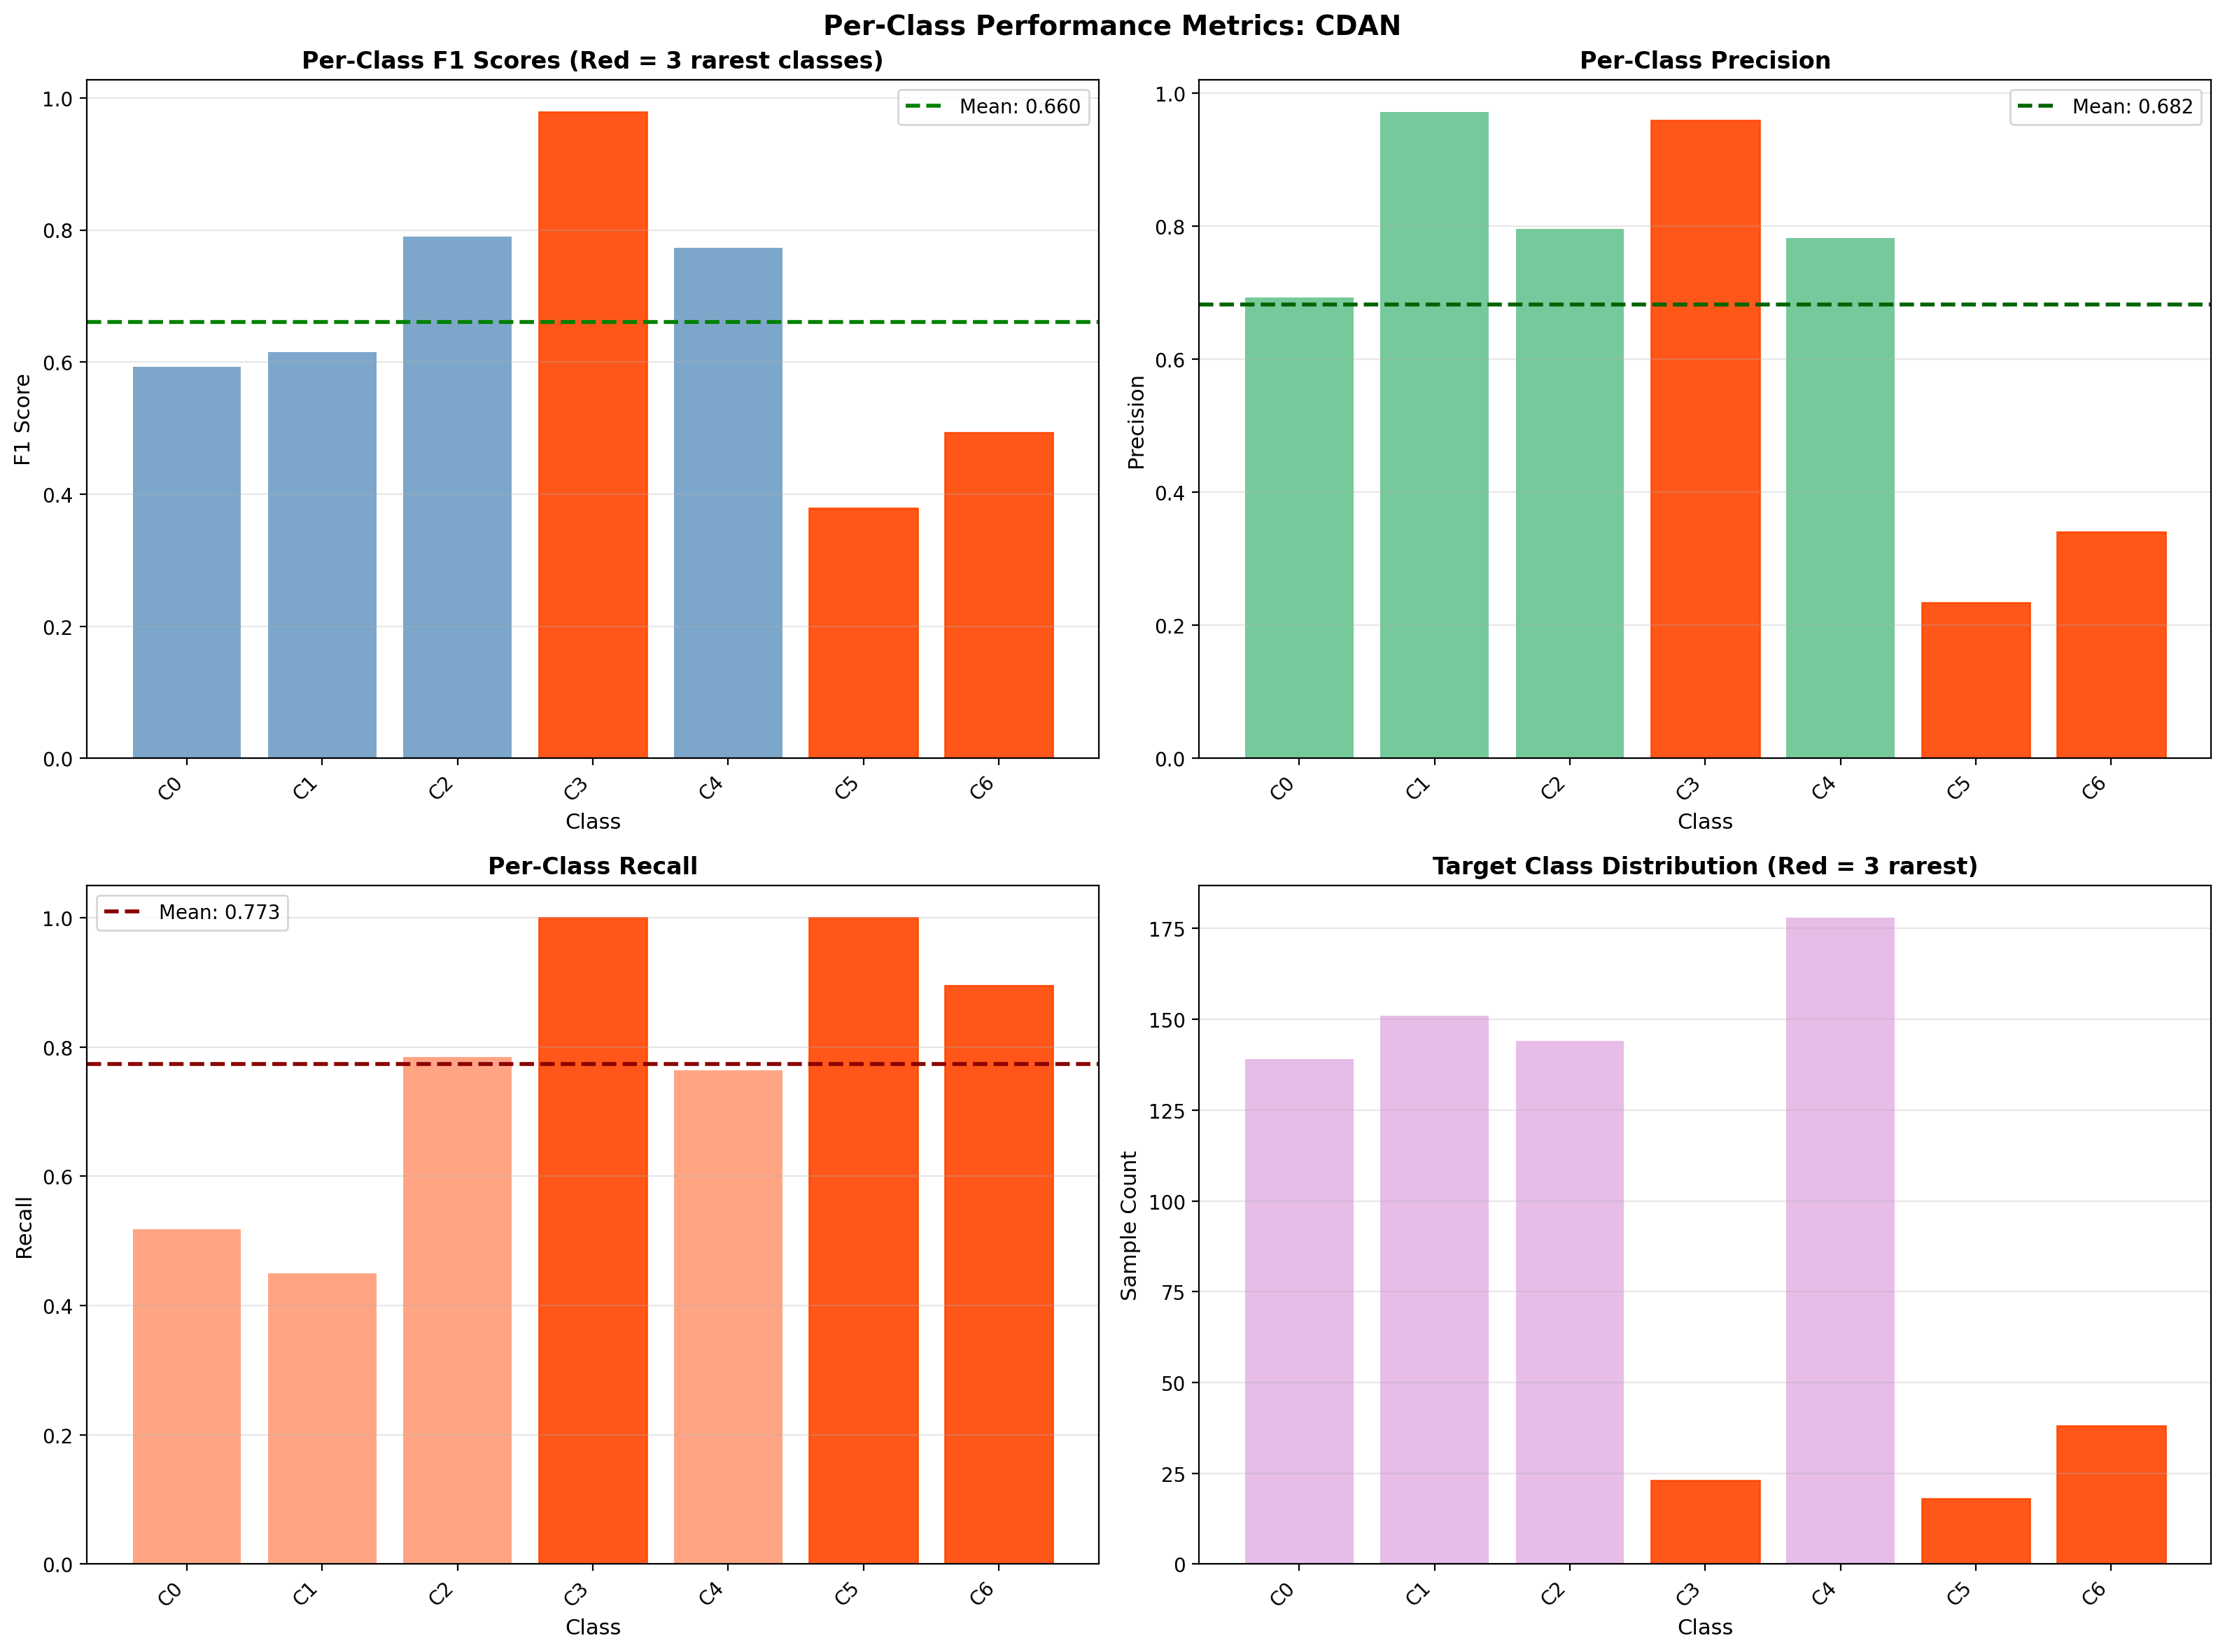 Per-Class Performance Metrics: CDAN
Per-Class F1 Scores (Red = 3 rarest classes)
Mean: 0.660
1.0
0.8
0.6
0.4
0.2
0.0
F1 Score
C0 C1 C2 C3 C4 C5 C6
Class
Per-Class Precision
Mean: 0.682
1.0
0.8
0.6
0.4
0.2
0.0
Precision
C0 C1 C2 C3 C4 C5 C6
Class
Per-Class Recall
Mean: 0.773
1.0
0.8
0.6
0.4
0.2
0.0
Recall
C0 C1 C2 C3 C4 C5 C6
Class
Target Class Distribution (Red = 3 rarest)
175
150
125
100
75
50
25
0
Sample Count
C0 C1 C2 C3 C4 C5 C6
Class